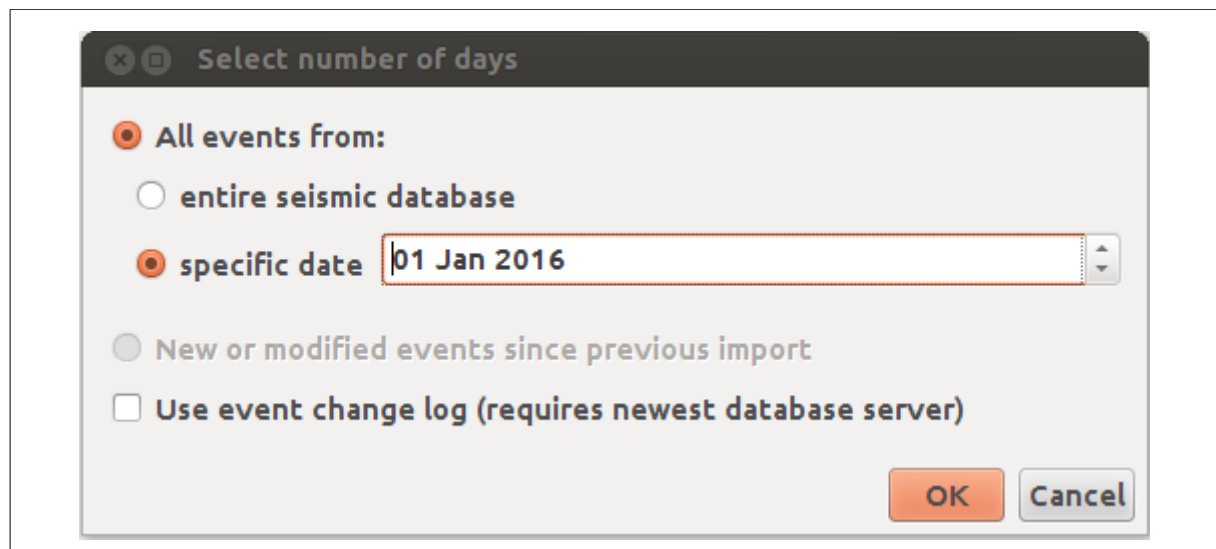 Select number of days
All events from:
entire seismic database
specific date 01 Jan 2016
New or modified events since previous import
Use event change log (requires newest database server)
OK Cancel